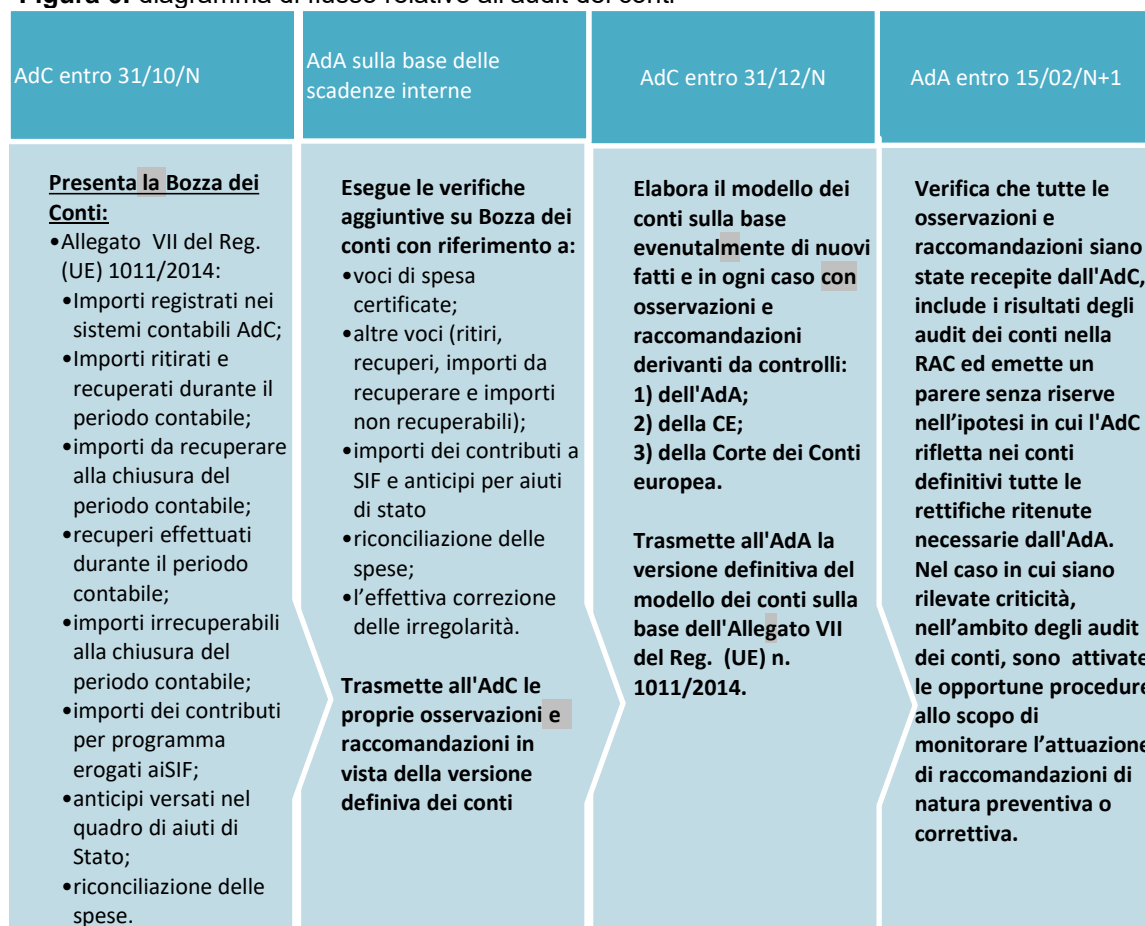 Figura 6: diagramma di flusso relativo all'audit dei conti
AdC entro 31/10/N
AdA sulla base delle
scadenze interne
AdC entro 31/12/N
AdA entro 15/02/N+1
Presenta la Bozza dei
Conti:
•Allegato VII del Reg.
(UE) 1011/2014:
•Importi registrati nei
sistemi contabili AdC;
•Importi ritirati e
recuperati durante il
periodo contabile;
•importi da recuperare
alla chiusura del
periodo contabile;
•recuperi effettuati
durante il periodo
contabile;
•importi irrecuperabili
alla chiusura del
periodo contabile;
•importi dei contributi
per programma
erogati aiSIF;
•anticipi versati nel
quadro di aiuti di
Stato;
•riconciliazione delle
spese.
Esegue le verifiche
aggiuntive su Bozza dei
conti con riferimento a:
•voci di spesa
certificate;
•altre voci (ritiri,
recuperi, importi da
recuperare e importi
non recuperabili);
•importi dei contributi a
SIF e anticipi per aiuti
di stato
•riconciliazione delle
spese;
•l'effettiva correzione
delle irregolarità.
Trasmette all'AdC le
proprie osservazioni e
raccomandazioni in
vista della versione
definiva dei conti
Elabora il modello dei
conti sulla base
evenutalmente di nuovi
fatti e in ogni caso con
osservazioni e
raccomandazioni
derivanti da controlli:
1) dell'AdA;
2) della CE;
3) della Corte dei Conti
europea.
Trasmette all'AdA la
versione definitiva del
modello dei conti sulla
base dell'Allegato VII
del Reg. (UE) n.
1011/2014.
Verifica che tutte le
osservazioni e
raccomandazioni siano
state recepite dall'AdC,
include i risultati degli
audit dei conti nella
RAC ed emette un
parere senza riserve
nell'ipotesi in cui l'AdC
rifletta nei conti
definitivi tutte le
rettifiche ritenute
necessarie dall'AdA.
Nel caso in cui siano
rilevate criticità,
nell'ambito degli audit
dei conti, sono attivate
le opportune procedure
allo scopo di
monitorare l'attuazione
di raccomandazioni di
natura preventiva o
correttiva.